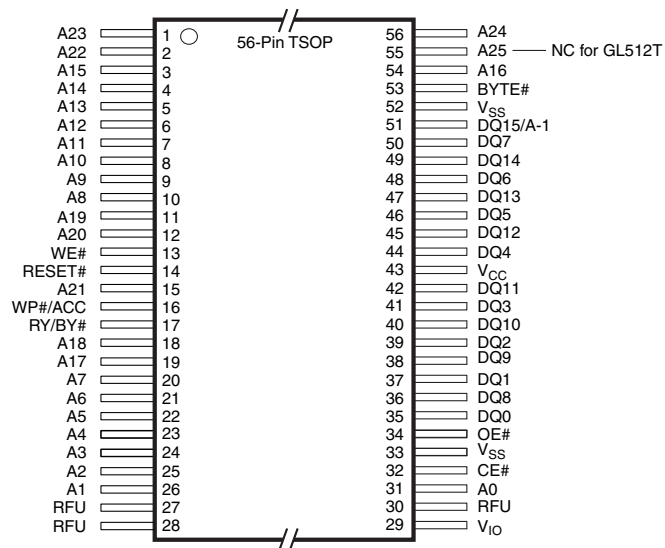 56-Pin TSOP
A23 1 56 A24
A22 2 55 A25 NC for GL512T
A15 3 54 A16
A14 4 53 BYTE#
A13 5 52 VSS
A12 6 51 DQ15/A-1
A11 7 50 DQ7
A10 8 49 DQ14
A9 9 48 DQ6
A8 10 47 DQ13
A19 11 46 DQ5
A20 12 45 DQ12
WE# 13 44 DQ4
RESET# 14 43 VCC
A21 15 42 DQ11
WP#/ACC 16 41 DQ3
RY/BY# 17 40 DQ10
A18 18 39 DQ2
A17 19 38 DQ9
A7 20 37 DQ1
A6 21 36 DQ8
A5 22 35 DQ0
A4 23 34 OE#
A3 24 33 VSS
A2 25 32 CE#
A1 26 31 A0
RFU 27 30 RFU
RFU 28 29 VIO